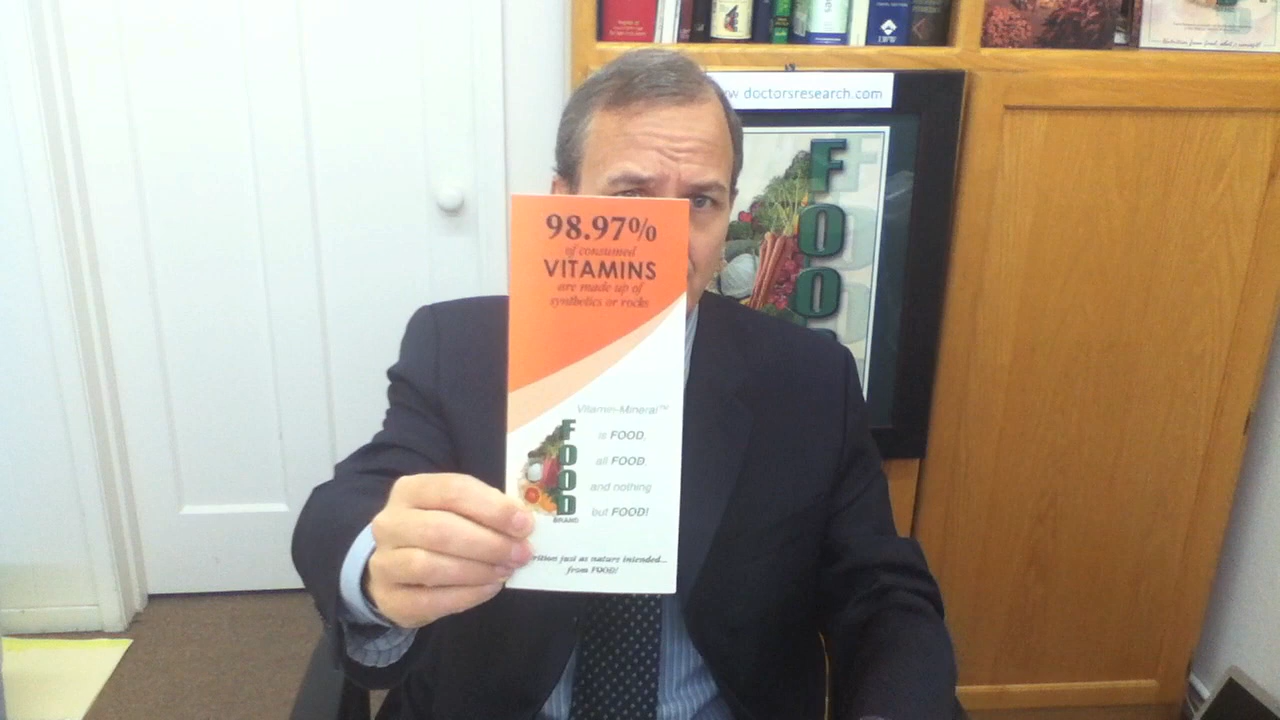 www doctorsresearch.com
F
O
O
98.97%
of consumed
VITAMINS
are made up of
synthetics or rocks
Vitamin-Mineral™
is FOOD,
all FOOD,
and nothing
but FOOD!
FOOD
BRAND
just as nature intended...
from FOOD!